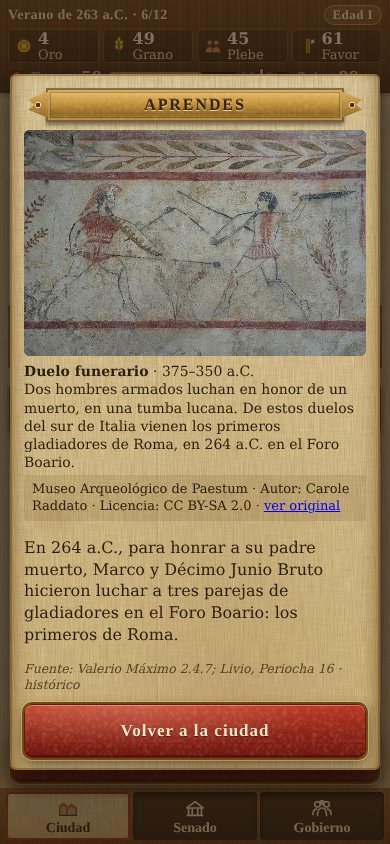 Verano de 263 a.C. · 6/12
Edad I
4
Oro
49
Grano
45
Plebe
61
Favor
APRENDES
Duelo funerario · 375–350 a.C.
Dos hombres armados luchan en honor de un
muerto, en una tumba lucana. De estos duelos
del sur de Italia vienen los primeros
gladiadores de Roma, en 264 a.C. en el Foro
Boario.
Museo Arqueológico de Paestum · Autor: Carole
Raddato · Licencia: CC BY-SA 2.0 · ver original
En 264 a.C., para honrar a su padre
muerto, Marco y Décimo Junio Bruto
hicieron luchar a tres parejas de
gladiadores en el Foro Boario: los
primeros de Roma.
Fuente: Valerio Máximo 2.4.7; Livio, Periocha 16 ·
histórico
Volver a la ciudad
Ciudad
Senado
Gobierno